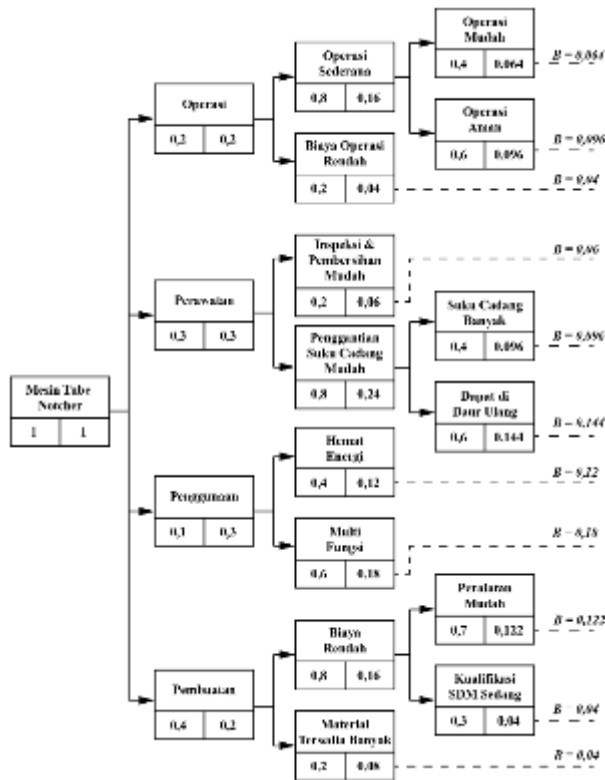 Operasi
Mudah
0,4 0.064
B = 0,064
Operasi
Sederana
0,8 0,16
Operasi
0,2 0,2
Operasi
Aman
0,6 0.096
B = 0,096
Biaya Operasi
Rendah
0,2 0,04
B = 0,04
Inspeksi &
Pembersihan
Mudah
0,2 0,06
B = 0,06
Perawatan
0,3 0,3
Suku Cadang
Banyak
0,4 0.096
B = 0,096
Penggantian
Suku Cadang
Mudah
0,8 0,24
Mesin Tube
Notcher
1 1
Dapat di
Daur Ulang
0,6 0.144
B = 0,144
Hemat
Energi
0,4 0,12
B = 0,12
Penggunaan
0,1 0,3
Multi
Fungsi
0,6 0,18
B = 0,18
Peralatan
Mudah
0,7 0,122
B = 0,122
Biaya
Rendah
0,8 0,16
Pembuatan
0,4 0,2
Kualifikasi
SDM Sedang
0,3 0,04
B = 0,04
Material
Tersedia Banyak
0,2 0,08
B = 0,04